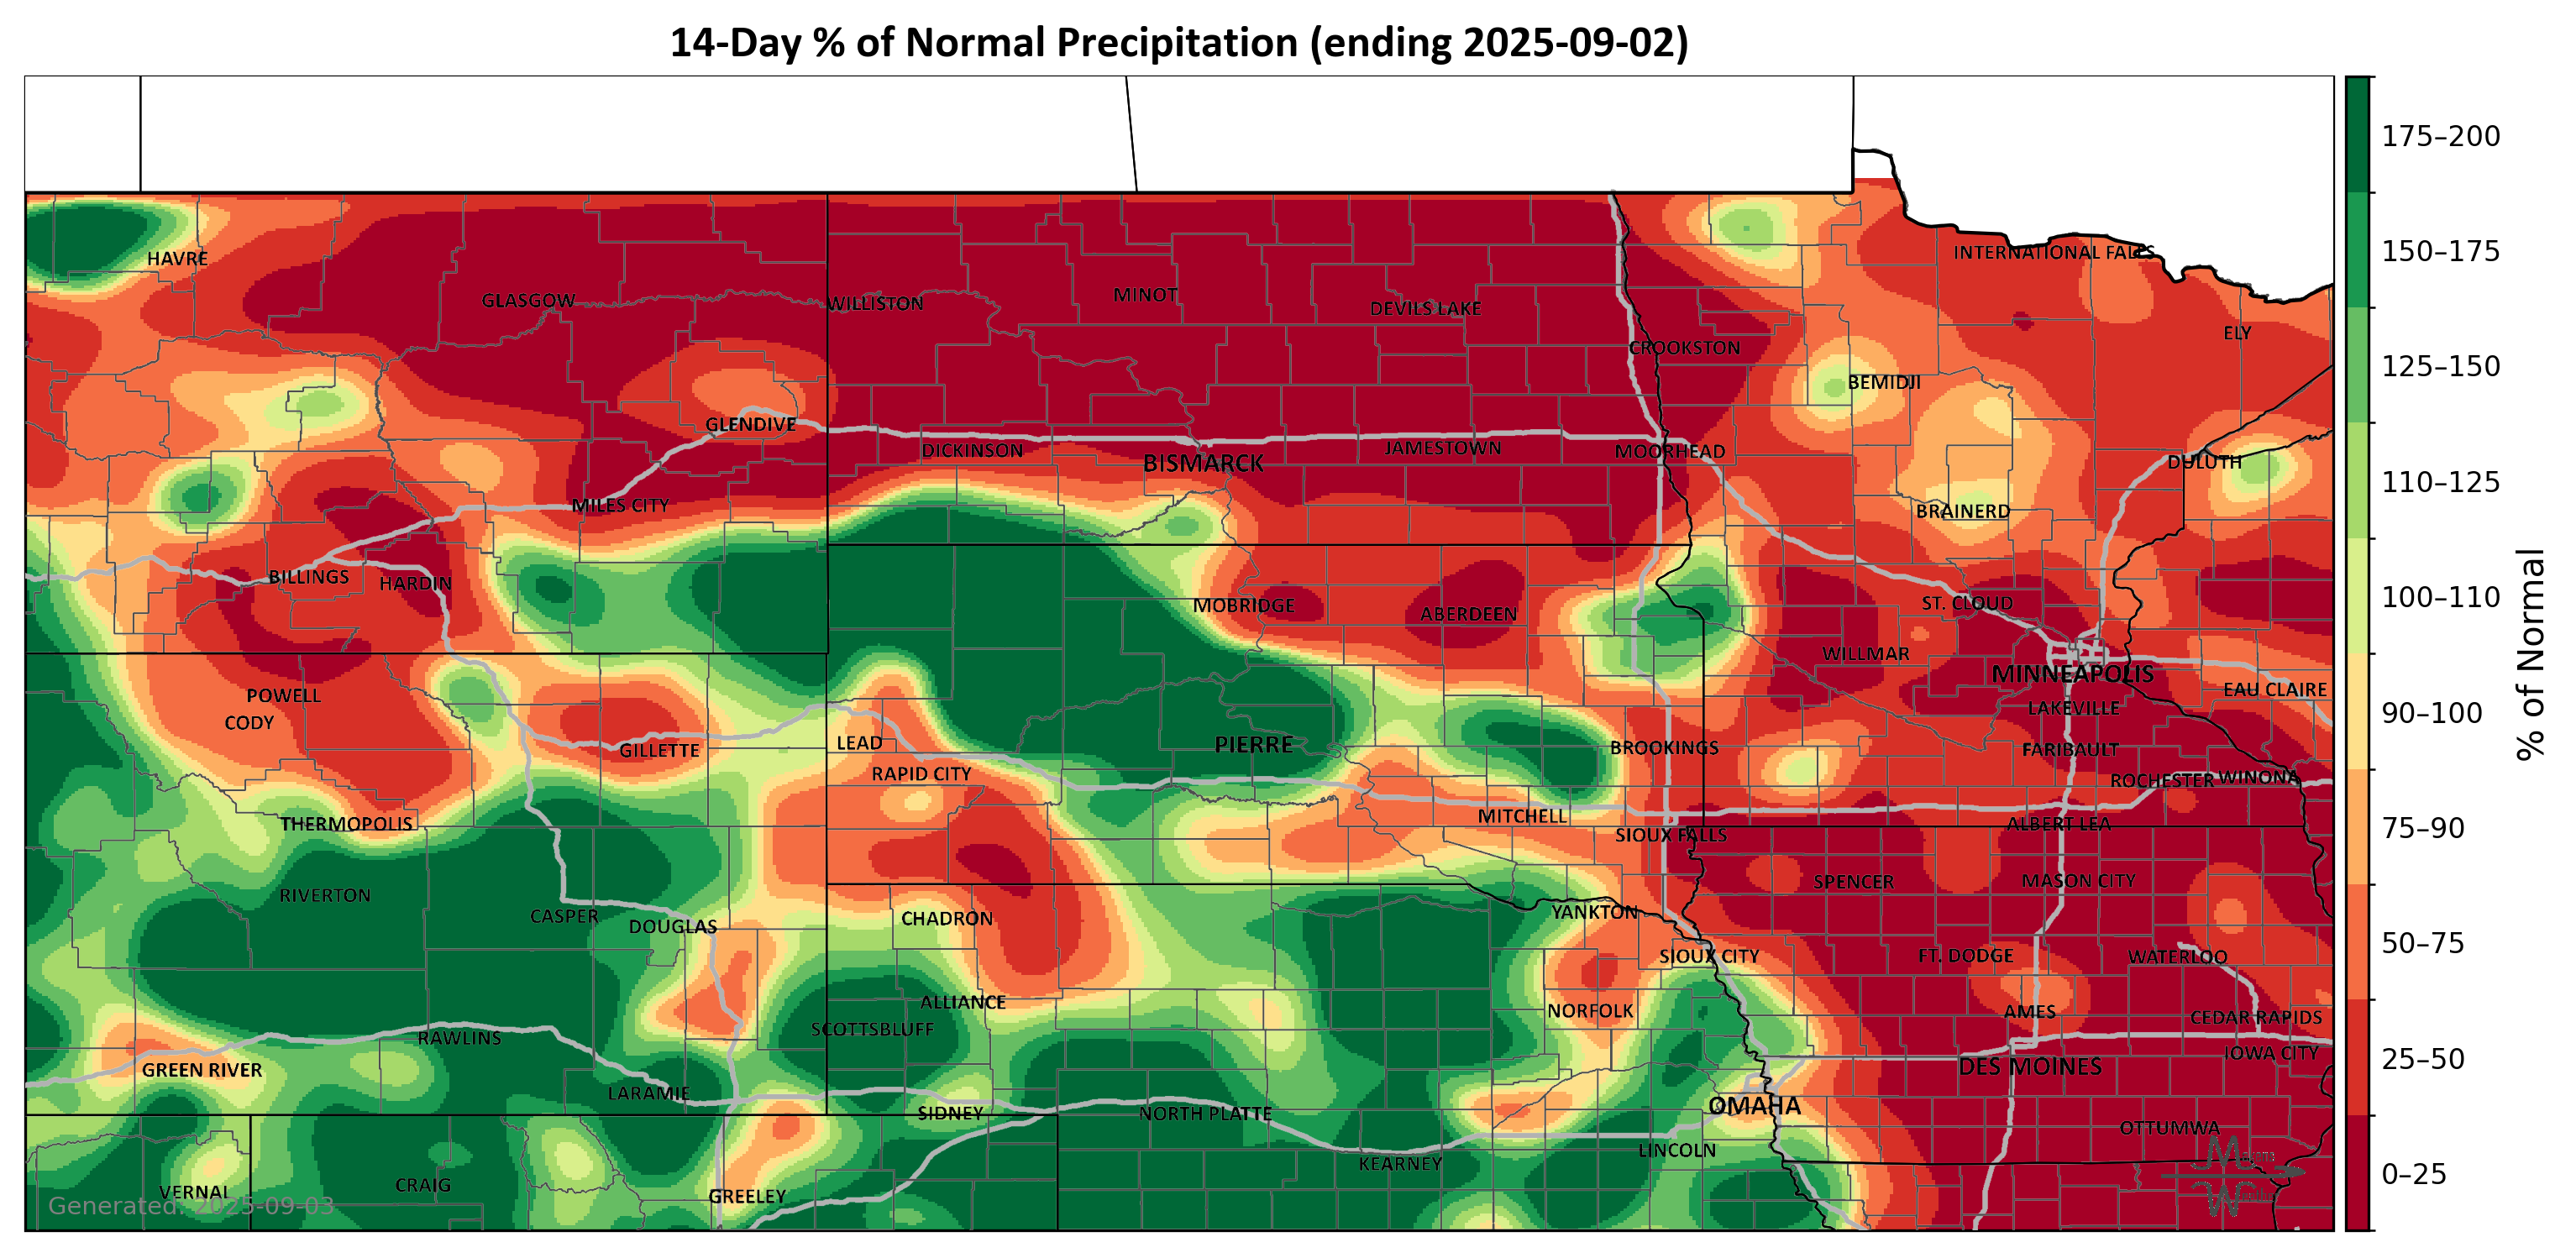 14-Day % of Normal Precipitation (ending 2025-09-02)
175–200
HAVRE
INTERNATIONAL FALLS
150–175
GLASGOW
WILLISTON
MINOT
DEVILS LAKE
ELY
CROOKSTON
125–150
BEMIDJI
GLENDIVE
DICKINSON
BISMARCK
JAMESTOWN
MOORHEAD
DULUTH
110–125
MILES CITY
BRAINERD
BILLINGS
HARDIN
MOBRIDGE
ABERDEEN
ST. CLOUD
100–110
WILLMAR
MINNEAPOLIS
EAU CLAIRE
% of Normal
POWELL
CODY
LAKEVILLE
90–100
GILLETTE
LEAD
PIERRE
BROOKINGS
FARIBAULT
RAPID CITY
ROCHESTER
WINONA
THERMOPOLIS
MITCHELL
SIOUX FALLS
ALBERT LEA
75–90
RIVERTON
SPENCER
MASON CITY
CASPER
DOUGLAS
CHADRON
YANKTON
50–75
SIOUX CITY
FT. DODGE
WATERLOO
ALLIANCE
NORFOLK
AMES
CEDAR RAPIDS
RAWLINS
SCOTTSBLUFF
IOWA CITY
25–50
GREEN RIVER
DES MOINES
LARAMIE
SIDNEY
NORTH PLATTE
OMAHA
OTTUMWA
LINCOLN
KEARNEY
0–25
VERNAL
CRAIG
GREELEY
Generated: 2025-09-03